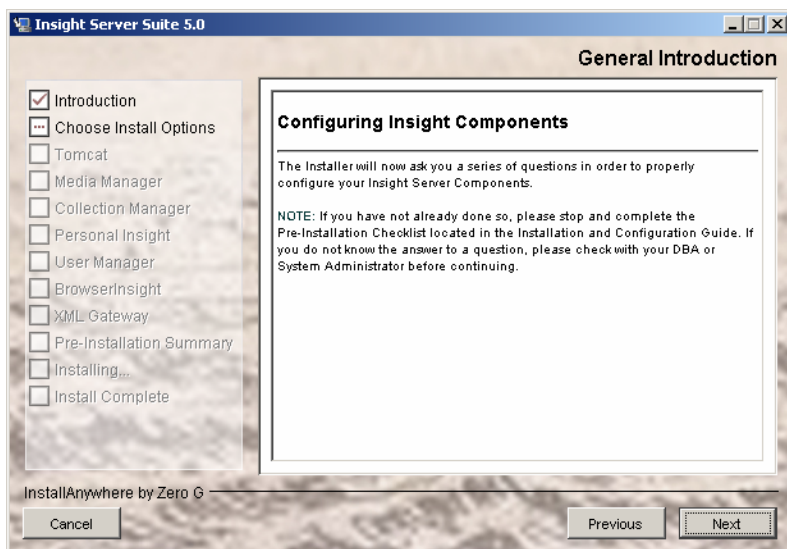 Insight Server Suite 5.0
General Introduction
Introduction
Choose Install Options
Tomcat
Media Manager
Collection Manager
Personal Insight
User Manager
BrowserInsight
XML Gateway
Pre-Installation Summary
Installing...
Install Complete
Configuring Insight Components
The Installer will now ask you a series of questions in order to properly
configure your Insight Server Components.
NOTE: If you have not already done so, please stop and complete the
Pre-Installation Checklist located in the Installation and Configuration Guide. If
you do not know the answer to a question, please check with your DBA or
System Administrator before continuing.
InstallAnywhere by Zero G
Cancel
Previous
Next